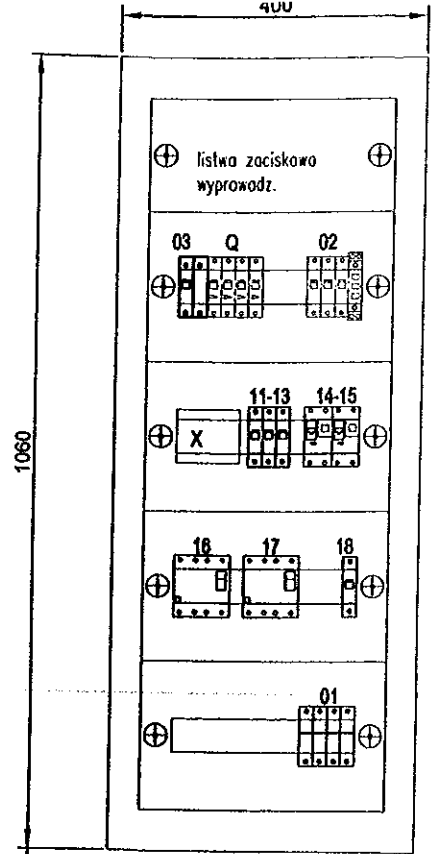 400
listwa zaciskowa
wyprowadz.
03 Q 02
1060
11-13 14-15
X
16 17 18
01